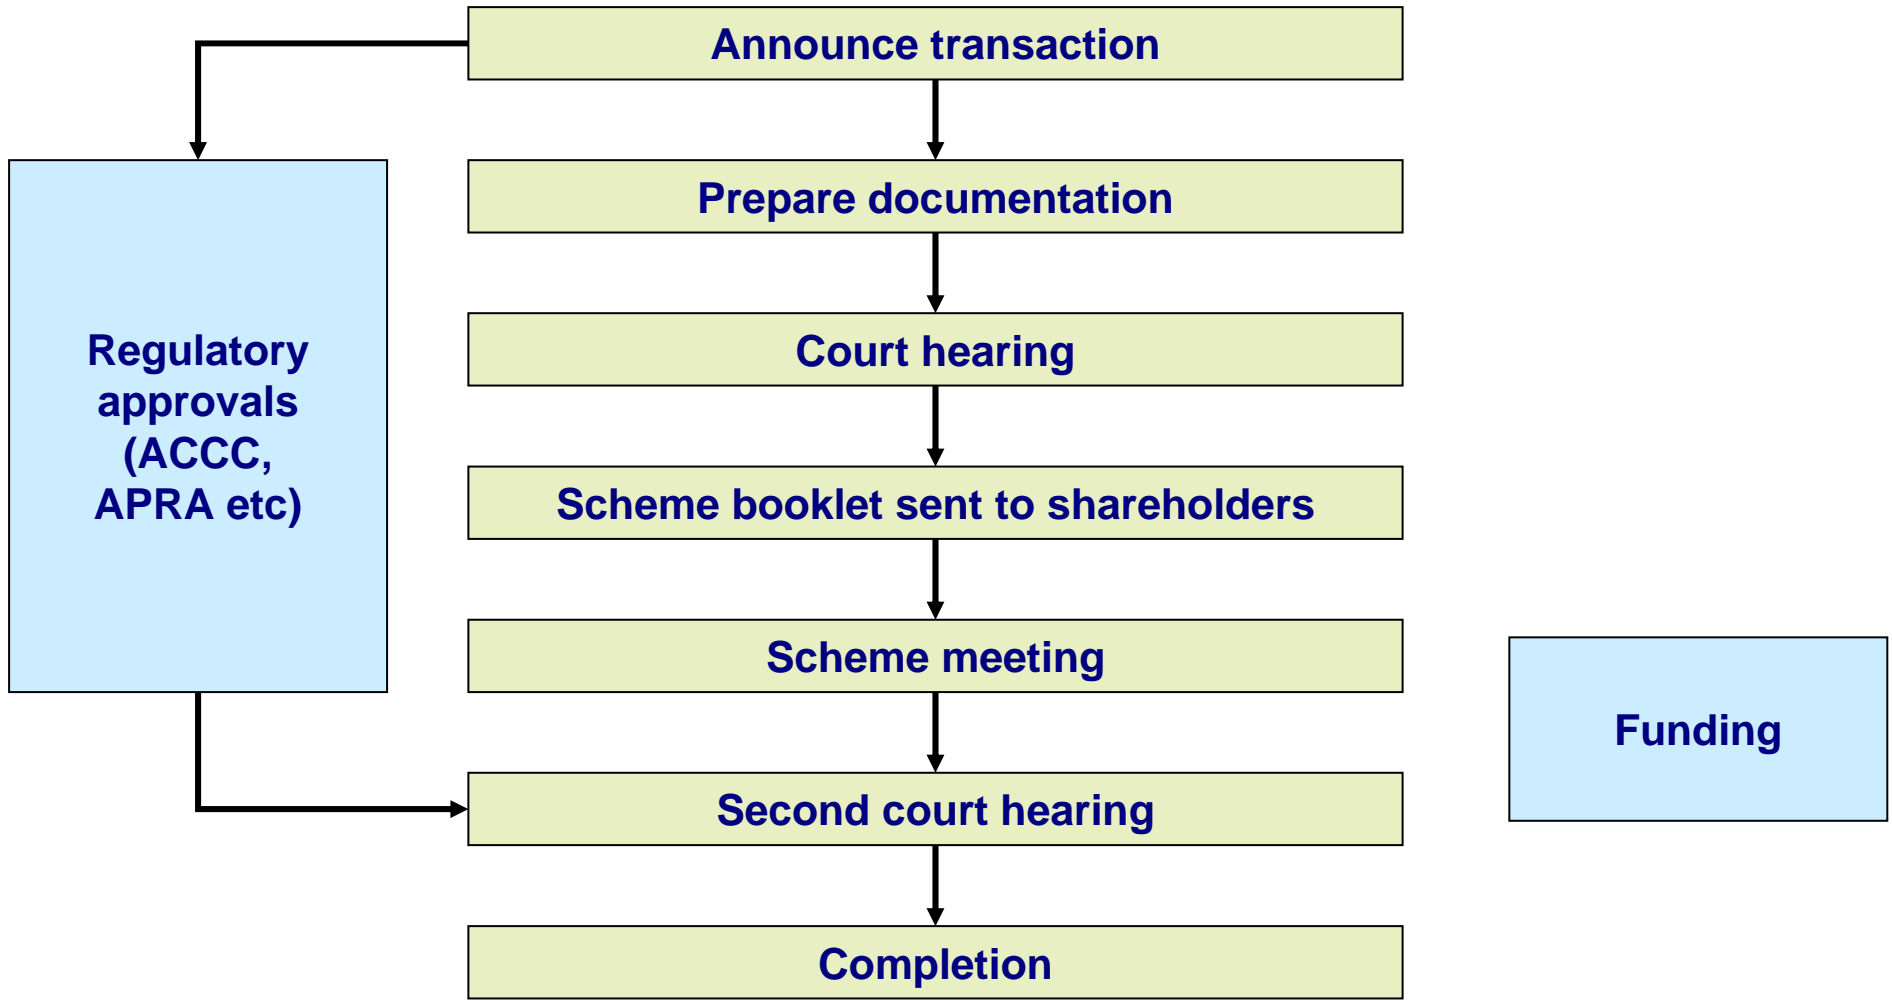 Announce transaction
Prepare documentation
Regulatory
approvals
(ACCC,
APRA etc)
Court hearing
Scheme booklet sent to shareholders
Scheme meeting
Funding
Second court hearing
Completion